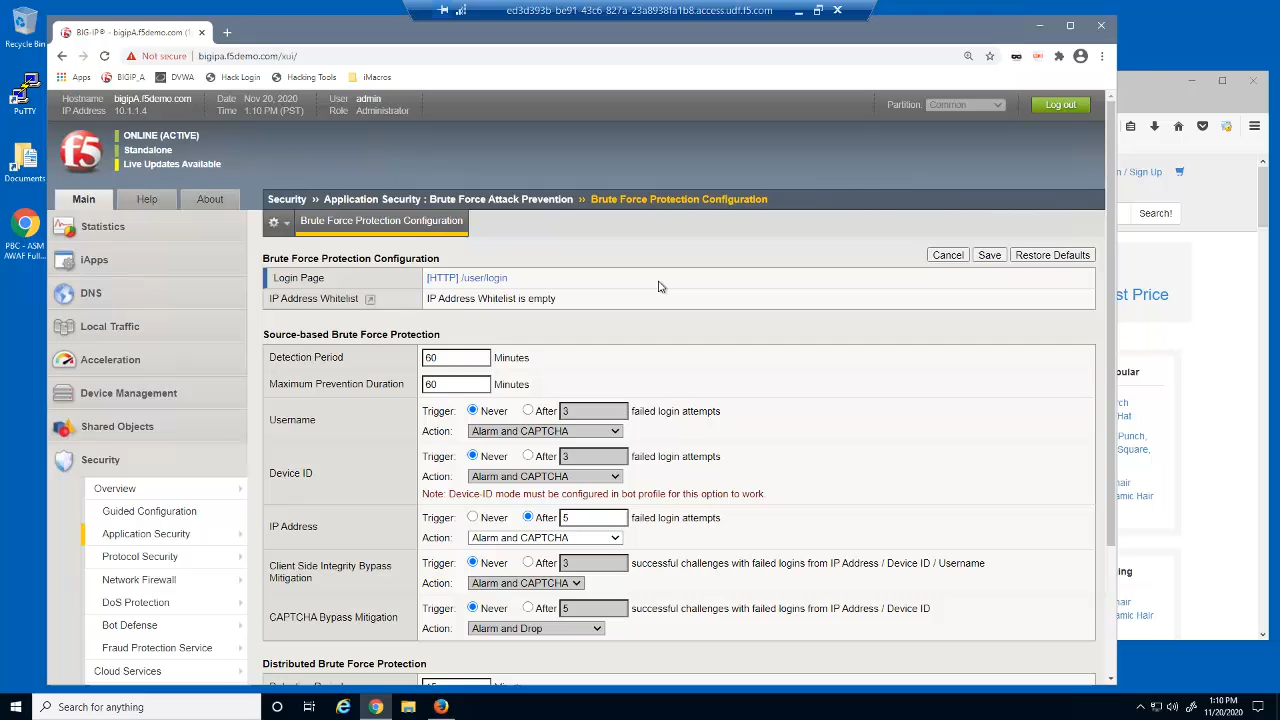 ed3d393b-be91-43c6-827a-23a8938fa1b8.access.udf.f5.com
Recycle Bin
PuTTY
Documents
PBC - ASM
AWAF Full...
BIG-IP® - bigipa.f5demo.com (1
Not secure bigipa.f5demo.com/xui/
Apps BIGIP_A DVWA Hack Login Hacking Tools iMacros
Hostname bigipA.f5demo.com Date Nov 20, 2020 User admin
IP Address 10.1.1.4 Time 1:10 PM (PST) Role Administrator
Partition: Common Log out
f5
ONLINE (ACTIVE)
Standalone
Live Updates Available
Main Help About
Statistics
iApps
DNS
Local Traffic
Acceleration
Device Management
Shared Objects
Security
Overview
Guided Configuration
Application Security
Protocol Security
Network Firewall
DoS Protection
Bot Defense
Fraud Protection Service
Cloud Services
Security ›› Application Security : Brute Force Attack Prevention ›› Brute Force Protection Configuration
Brute Force Protection Configuration
Brute Force Protection Configuration Cancel Save Restore Defaults
Login Page [HTTP] /user/login
IP Address Whitelist IP Address Whitelist is empty
Source-based Brute Force Protection
Detection Period 60 Minutes
Maximum Prevention Duration 60 Minutes
Username
Trigger: Never After 3 failed login attempts
Action: Alarm and CAPTCHA
Device ID
Trigger: Never After 3 failed login attempts
Action: Alarm and CAPTCHA
Note: Device-ID mode must be configured in bot profile for this option to work
IP Address
Trigger: Never After 5 failed login attempts
Action: Alarm and CAPTCHA
Client Side Integrity Bypass
Mitigation
Trigger: Never After 3 successful challenges with failed logins from IP Address / Device ID / Username
Action: Alarm and CAPTCHA
CAPTCHA Bypass Mitigation
Trigger: Never After 5 successful challenges with failed logins from IP Address / Device ID
Action: Alarm and Drop
Distributed Brute Force Protection
/ Sign Up
Search!
st Price
Hat
Punch,
Square,
Search for anything
1:10 PM
11/20/2020